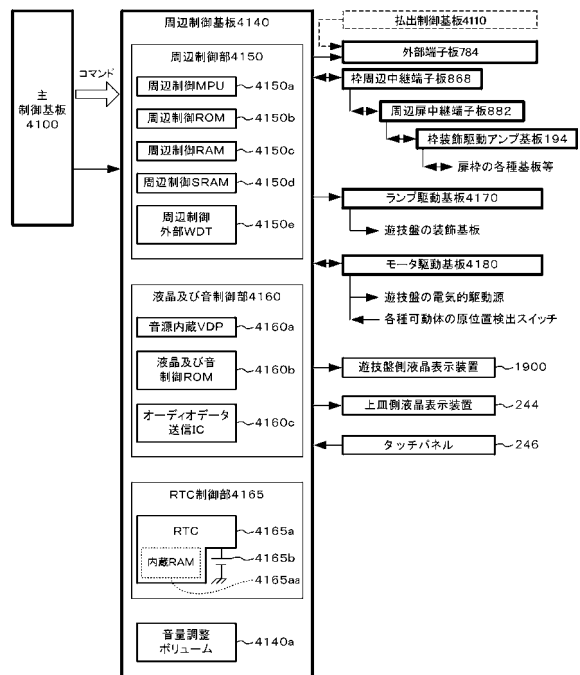 主
制御基板
4100
コマンド
周辺制御基板4140
周辺制御部4150
周辺制御MPU
4150a
周辺制御ROM
4150b
周辺制御RAM
4150c
周辺制御SRAM
4150d
周辺制御
外部WDT
4150e
液晶及び音制御部4160
音源内蔵VDP
4160a
液晶及び音
制御ROM
4160b
オーディオデータ
送信IC
4160c
RTC制御部4165
RTC
4165a
内蔵RAM
4165b
4165aa
音量調整
ボリューム
4140a
払出制御基板4110
外部端子板784
枠周辺中継端子板868
周辺扉中継端子板882
枠装飾駆動アンプ基板194
扉枠の各種基板等
ランプ駆動基板4170
遊技盤の装飾基板
モータ駆動基板4180
遊技盤の電気的駆動源
各種可動体の原位置検出スイッチ
遊技盤側液晶表示装置
1900
上皿側液晶表示装置
244
タッチパネル
246